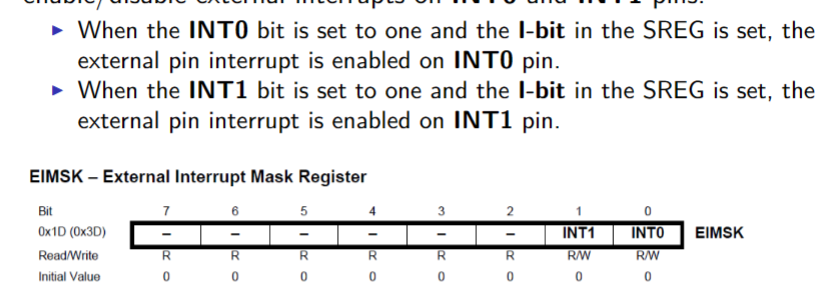 enable/disable external interrupts on INT0 and INT1 pins.
▶ When the INT0 bit is set to one and the I-bit in the SREG is set, the
external pin interrupt is enabled on INT0 pin.
▶ When the INT1 bit is set to one and the I-bit in the SREG is set, the
external pin interrupt is enabled on INT1 pin.
EIMSK – External Interrupt Mask Register
Bit 7 6 5 4 3 2 1 0
0x1D (0x3D) – – – – – – INT1 INT0 EIMSK
Read/Write R R R R R R R/W R/W
Initial Value 0 0 0 0 0 0 0 0